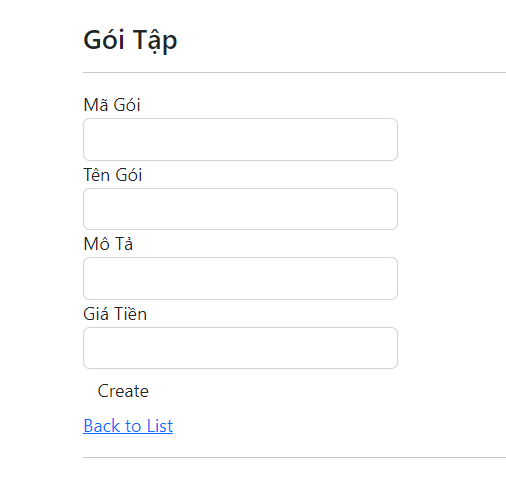 Gói Tập
Mã Gói
Tên Gói
Mô Tả
Giá Tiền
Create
Back to List